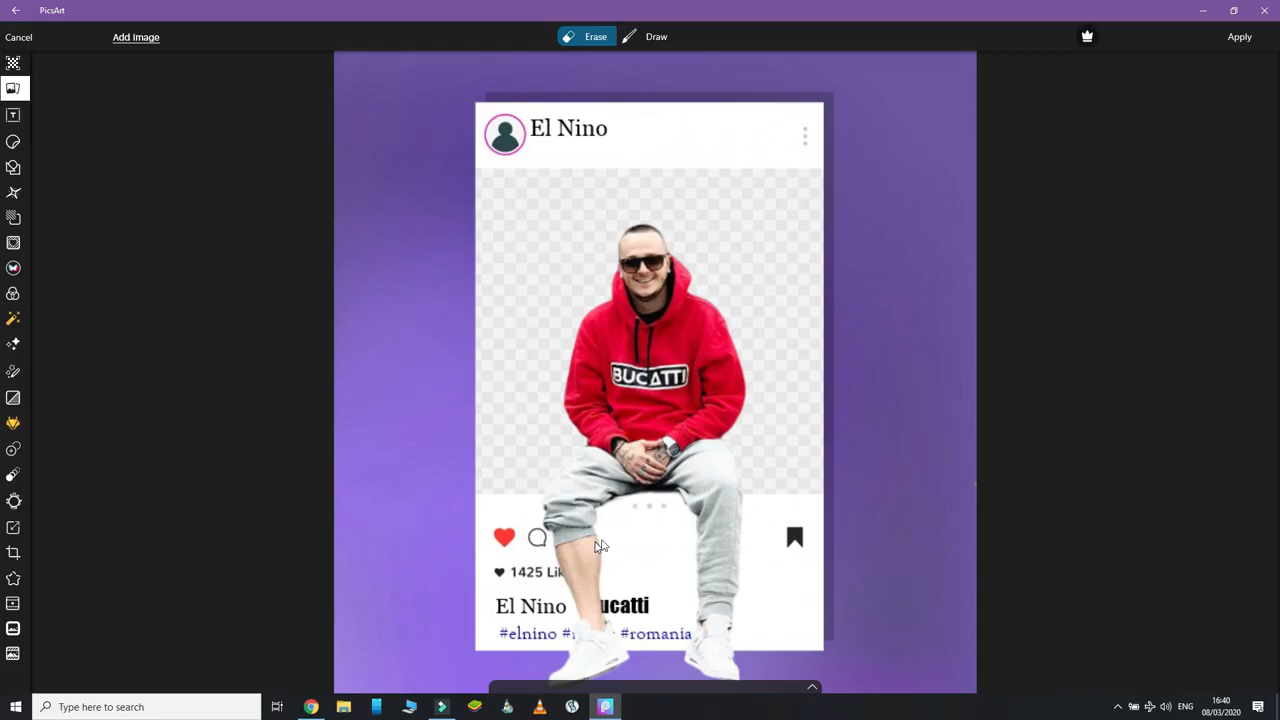 PicsArt
Cancel
Add Image
Erase
Draw
Apply
El Nino
BUCATTI
1425 Lik
El Nino
ucatti
#elnino
#romania
Type here to search
ENG
16:40
08/03/2020